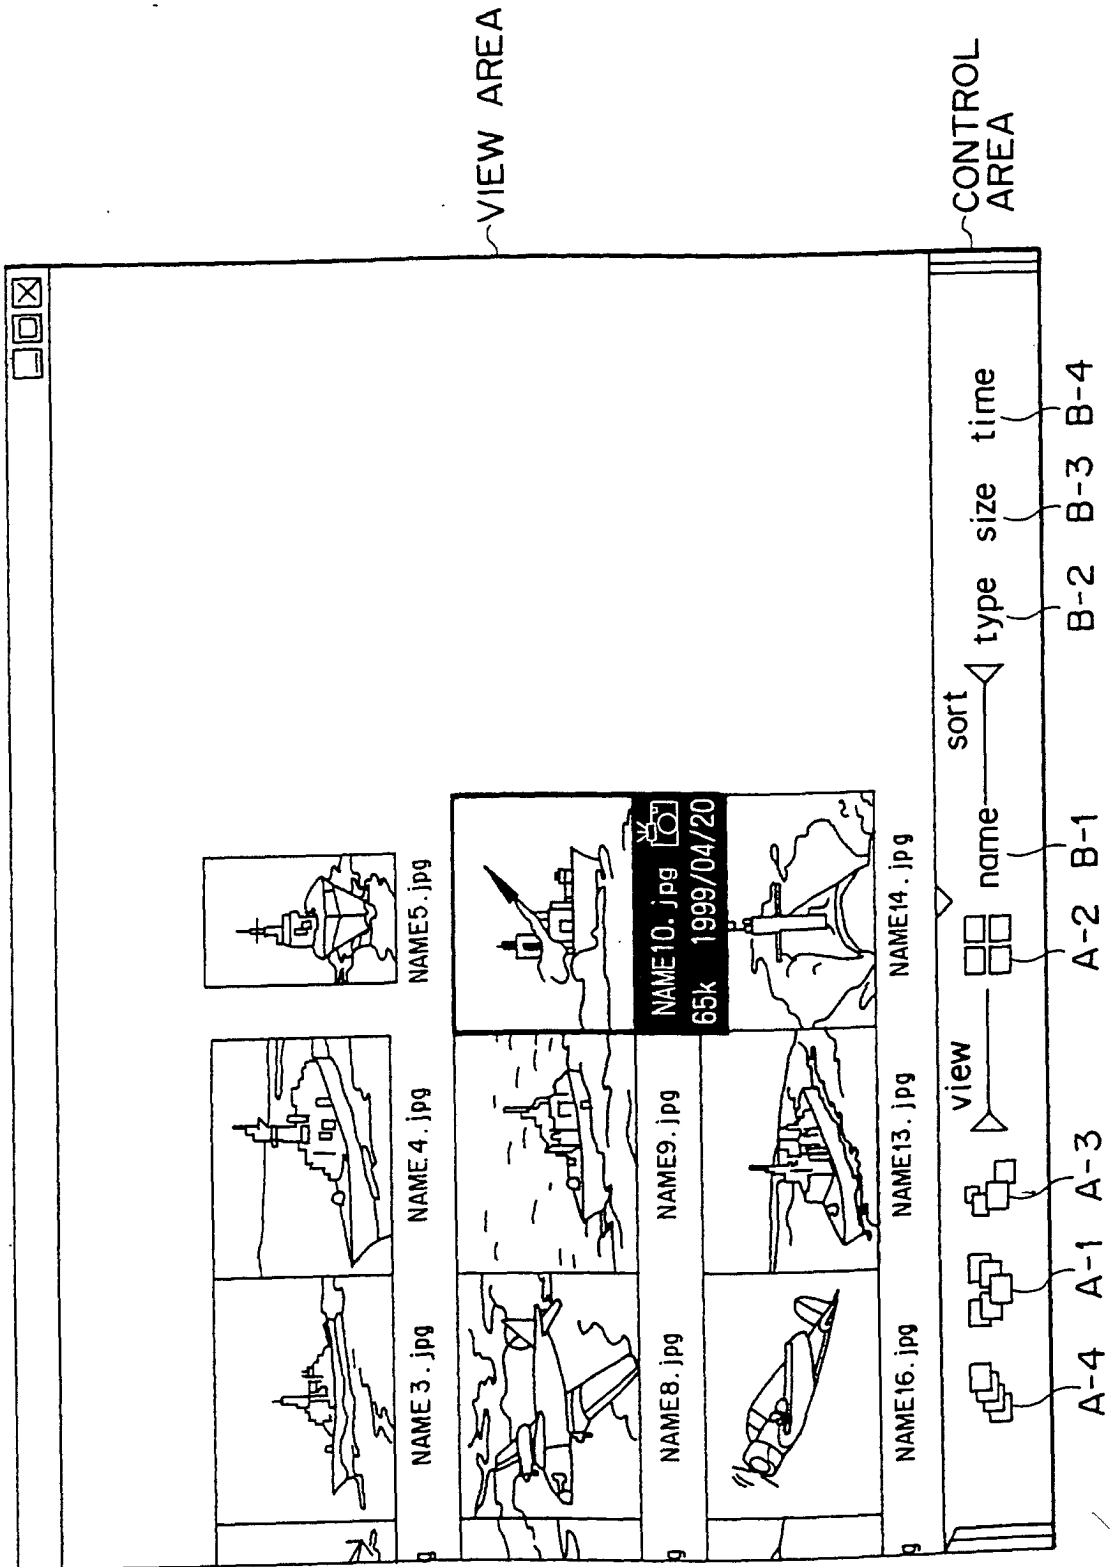 VIEW AREA
NAME3.jpg
NAME4.jpg
NAME5.jpg
g
NAME8.jpg
NAME9.jpg
NAME10.jpg
65k 1999/04/20
g
NAME16.jpg
NAME13.jpg
NAME14.jpg
g
view
sort
name type size time
CONTROL
AREA
A-4 A-1 A-3 A-2 B-1 B-2 B-3 B-4